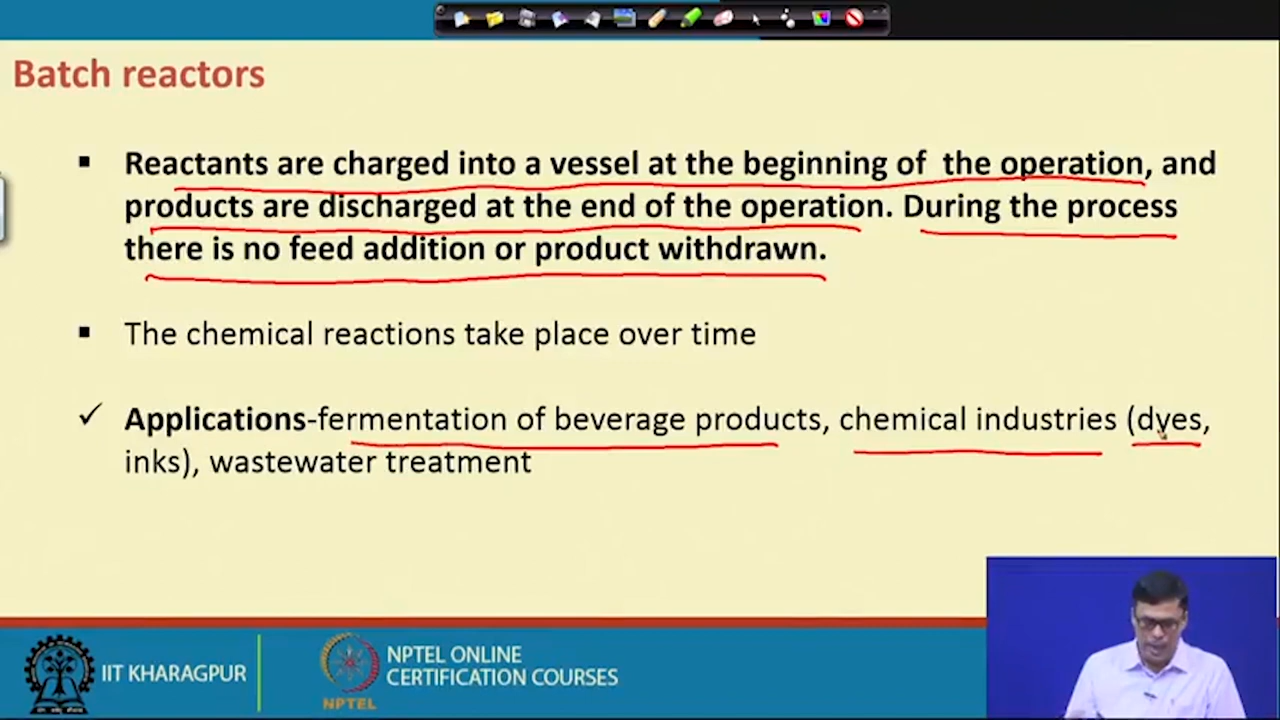 Batch reactors
▪ Reactants are charged into a vessel at the beginning of the operation, and
products are discharged at the end of the operation. During the process
there is no feed addition or product withdrawn.
▪ The chemical reactions take place over time
✓ Applications-fermentation of beverage products, chemical industries (dyes,
inks), wastewater treatment
IIT KHARAGPUR
NPTEL
NPTEL ONLINE
CERTIFICATION COURSES